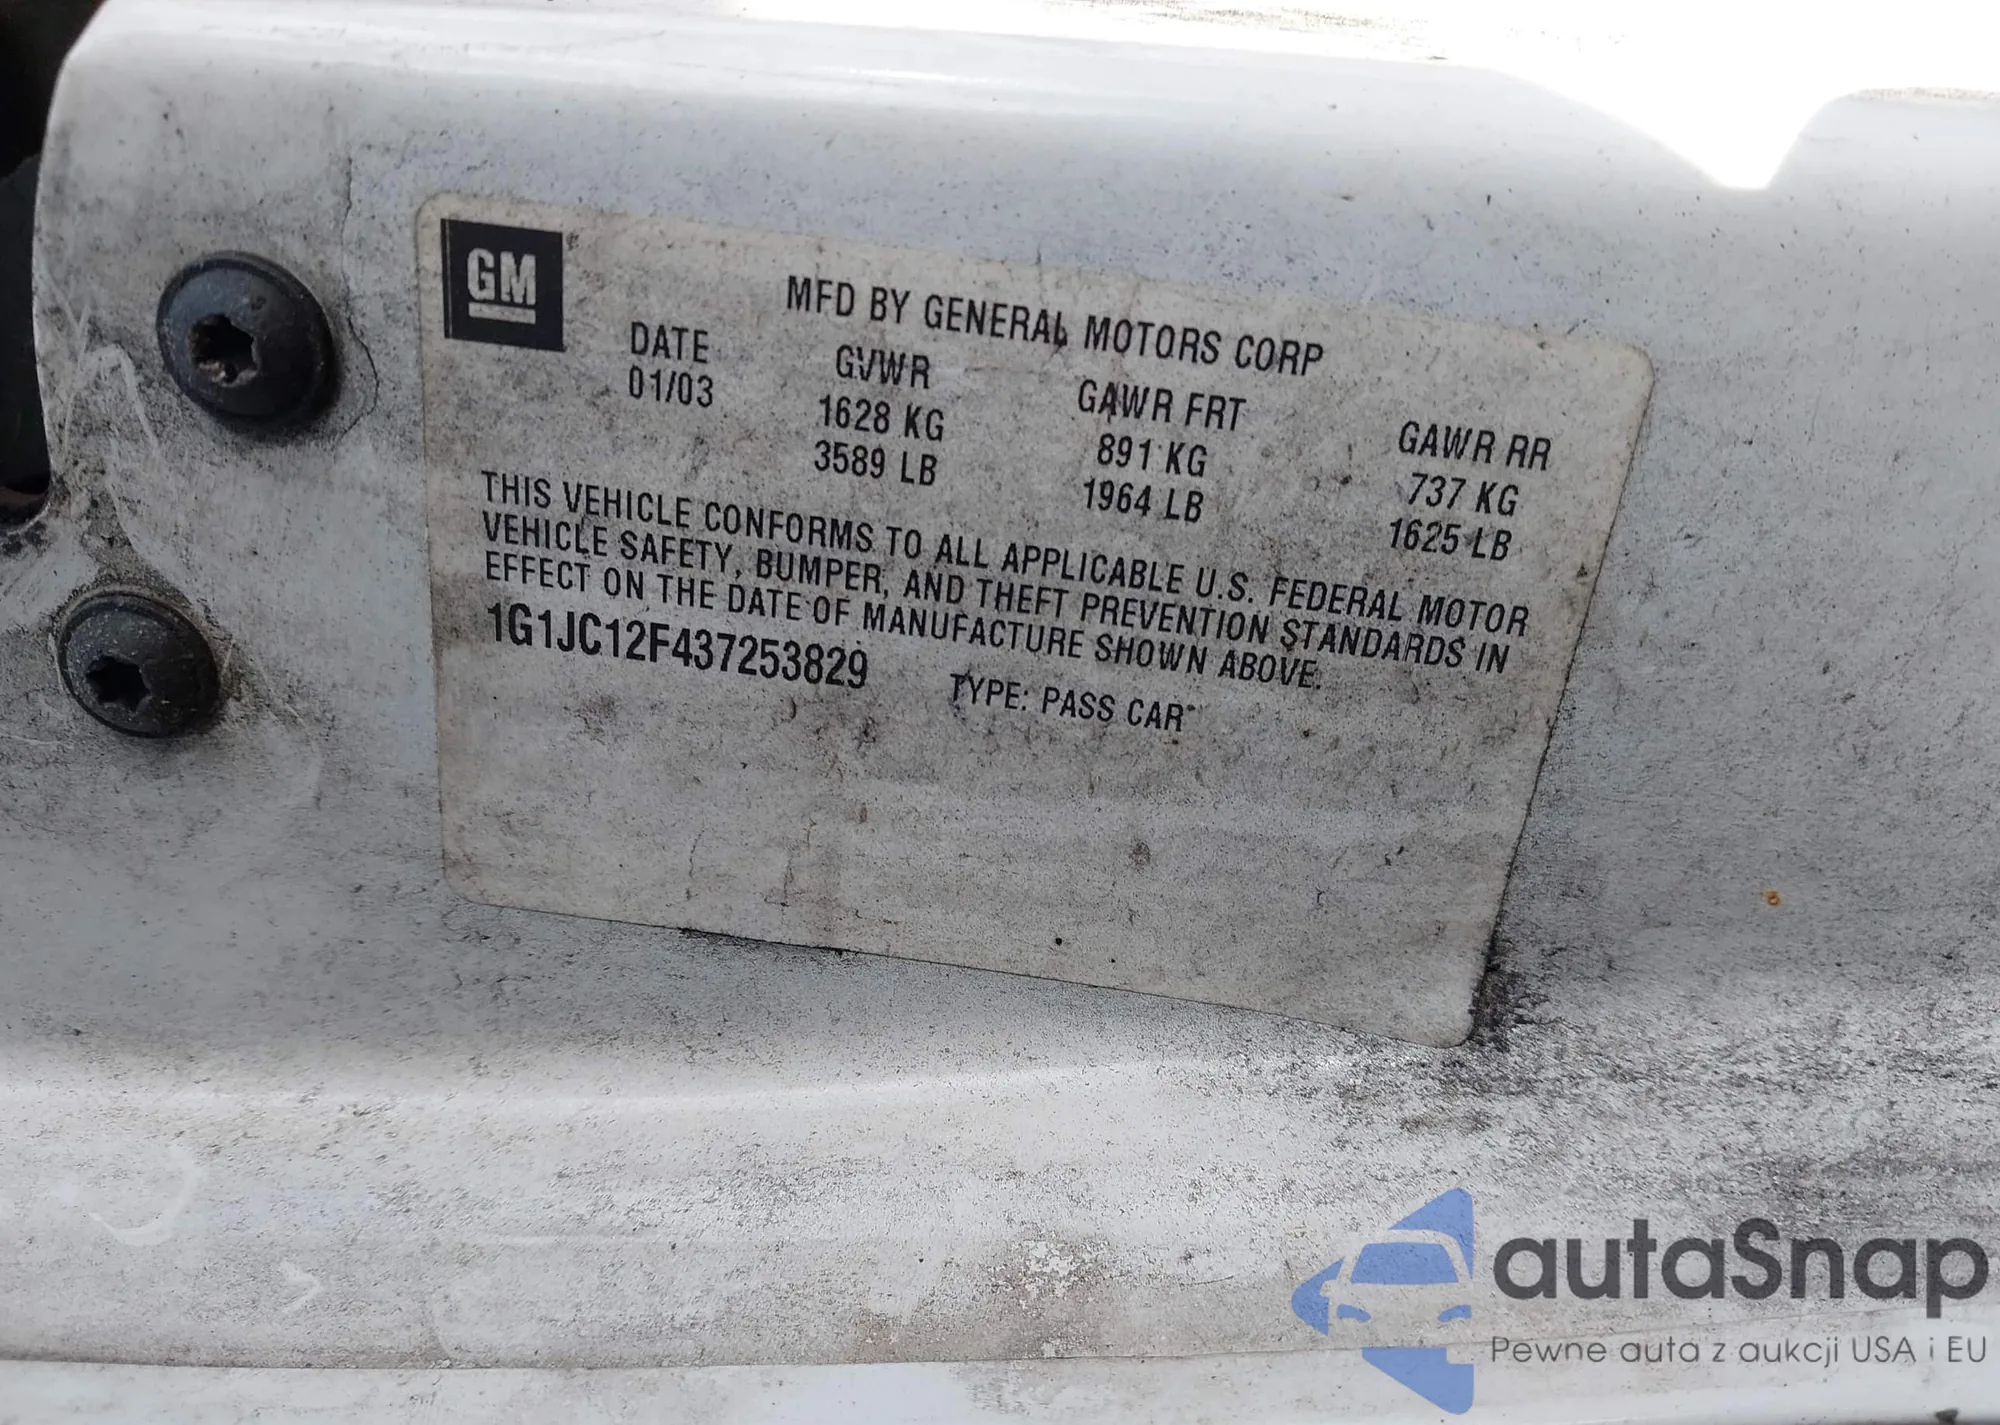 GM
MFD BY GENERAL MOTORS CORP
DATE GVWR GAWR FRT GAWR RR
01/03 1628 KG 891 KG 737 KG
3589 LB 1964 LB 1625 LB
THIS VEHICLE CONFORMS TO ALL APPLICABLE U.S. FEDERAL MOTOR
VEHICLE SAFETY, BUMPER, AND THEFT PREVENTION STANDARDS IN
EFFECT ON THE DATE OF MANUFACTURE SHOWN ABOVE.
1G1JC12F437253829 TYPE: PASS CAR
autaSnap
Pewne auta z aukcji USA i EU